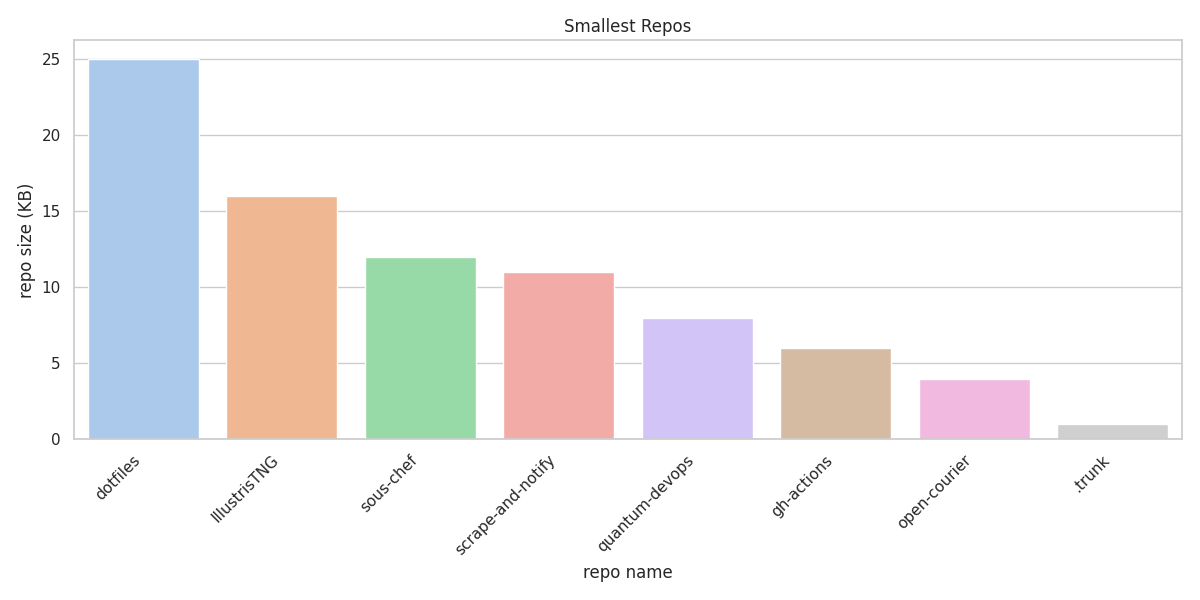 Smallest Repos
repo size (KB)
25
20
15
10
5
0
dotfiles
IllustrisTNG
sous-chef
scrape-and-notify
quantum-devops
gh-actions
open-courier
.trunk
repo name